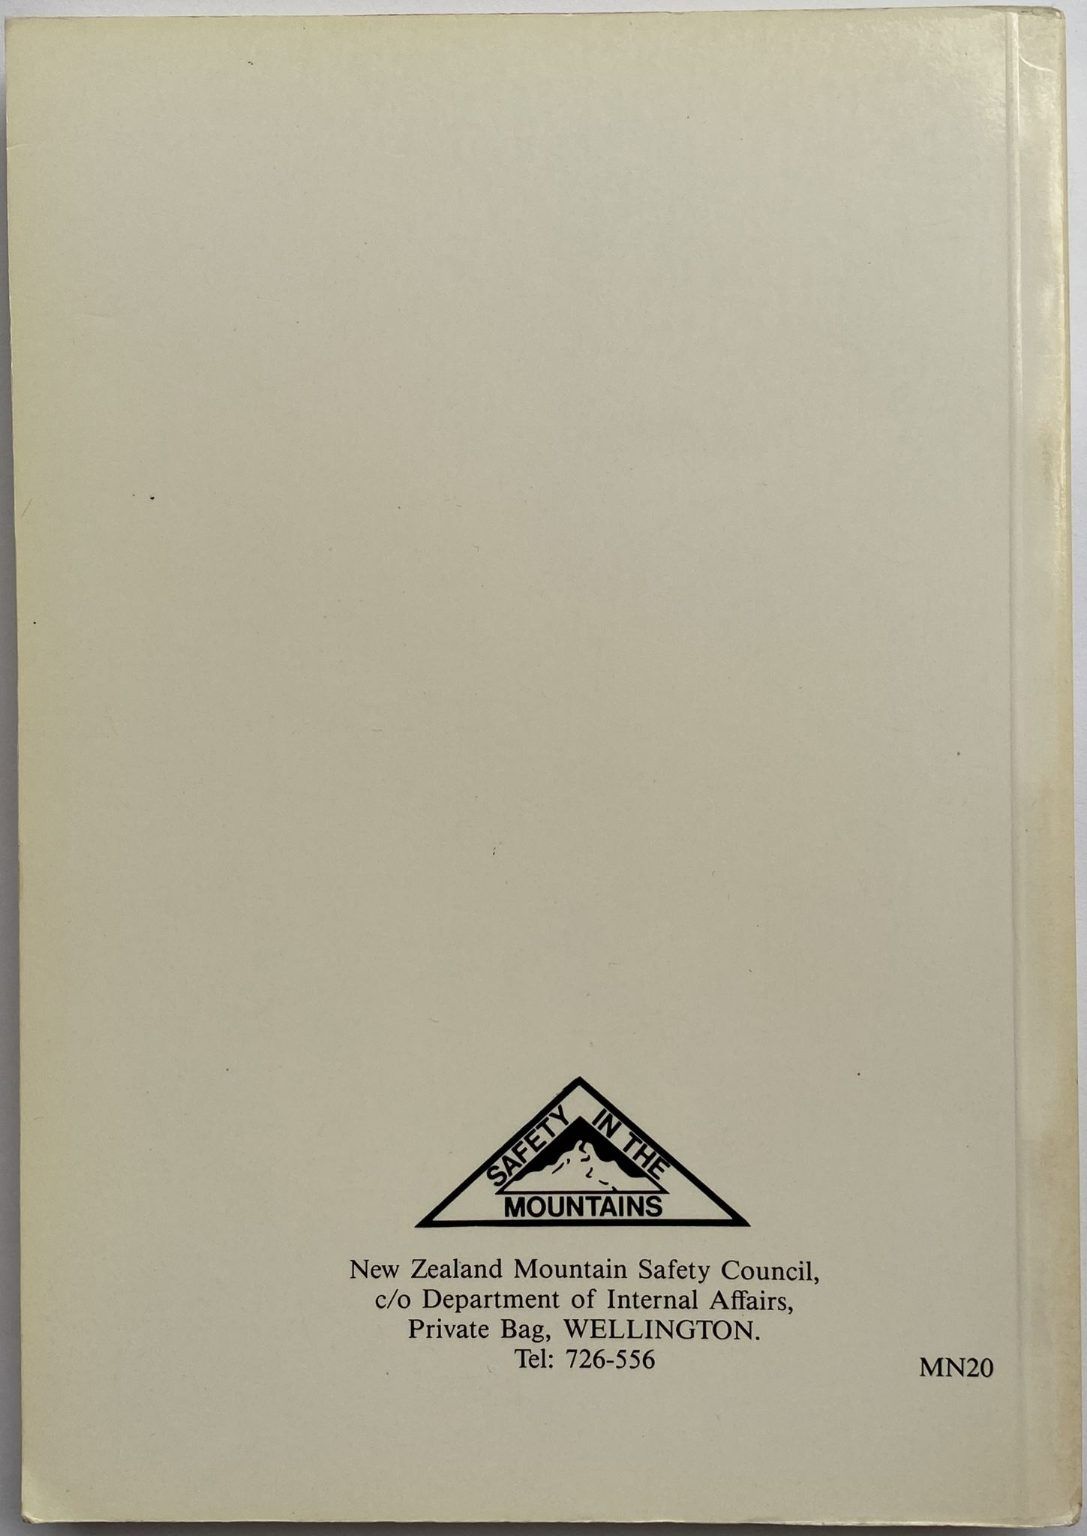 SAFETY IN THE
MOUNTAINS
New Zealand Mountain Safety Council,
c/o Department of Internal Affairs,
Private Bag, WELLINGTON.
Tel: 726-556
MN20